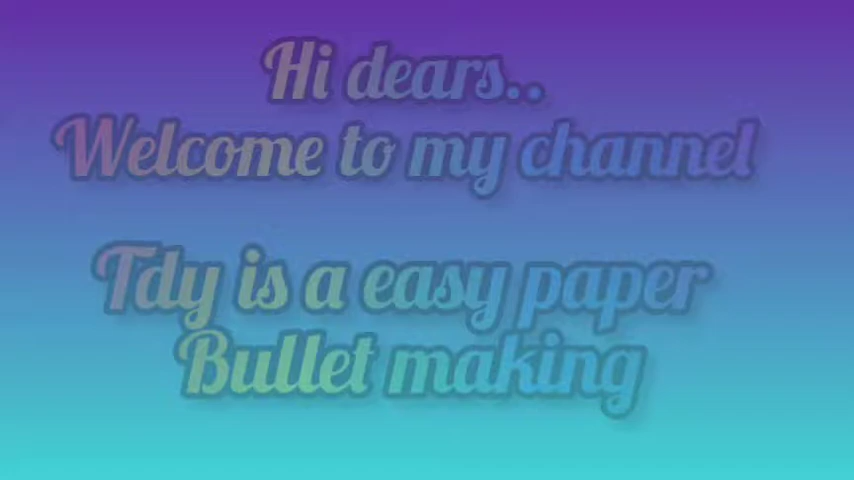 Hi dears..
Welcome to my channel
Tdy is a easy paper
Bullet making